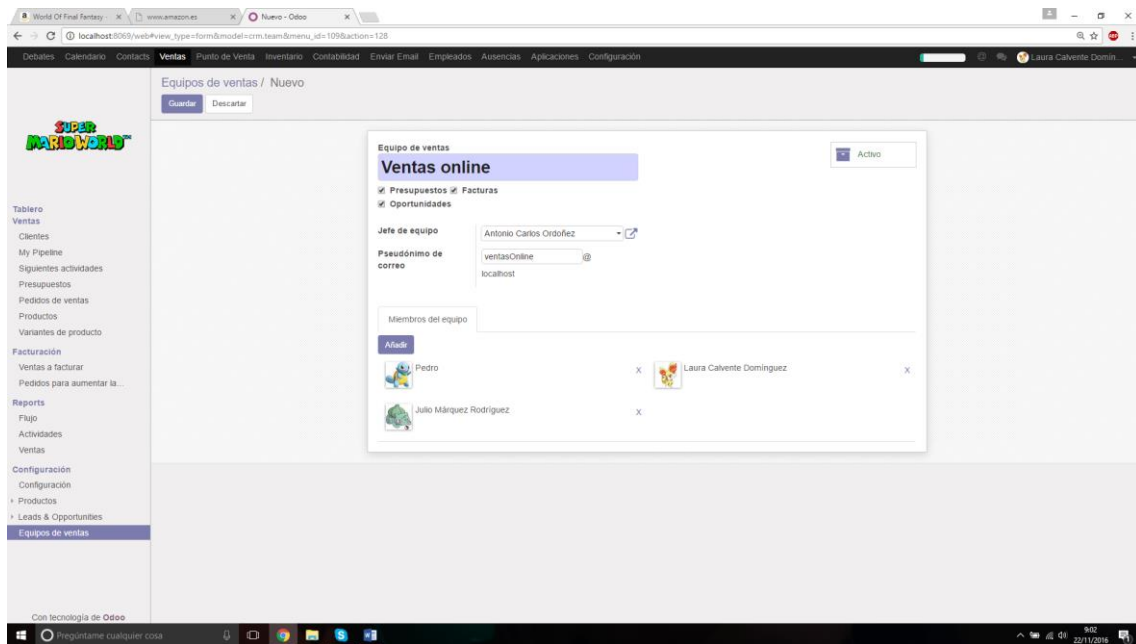 World Of Final Fantasy -
www.amazon.es
Nuevo - Odoo
localhost:8069/web#view_type=form&model=crm.team&menu_id=109&action=128
Debates Calendario Contacts Ventas Punto de Venta Inventario Contabilidad Enviar Email Empleados Ausencias Aplicaciones Configuración
Laura Calvente Domín...
Equipos de ventas / Nuevo
Guardar Descartar
SUPER
MARIO WORLD™
Tablero
Ventas
Clientes
My Pipeline
Siguientes actividades
Presupuestos
Pedidos de ventas
Productos
Variantes de producto
Facturación
Ventas a facturar
Pedidos para aumentar la...
Reports
Flujo
Actividades
Ventas
Configuración
Configuración
Productos
Leads & Opportunities
Equipos de ventas
Con tecnología de Odoo
Equipo de ventas
Ventas online
Activo
Presupuestos Facturas
Oportunidades
Jefe de equipo Antonio Carlos Ordoñez
Pseudónimo de correo ventasOnline @
localhost
Miembros del equipo
Añadir
Pedro X
Laura Calvente Domínguez X
Julio Márquez Rodríguez X
Pregúntame cualquier cosa
9:02
22/11/2016